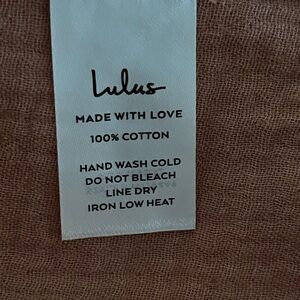 Lulus
MADE WITH LOVE
100% COTTON
HAND WASH COLD
DO NOT BLEACH
LINE DRY
IRON LOW HEAT